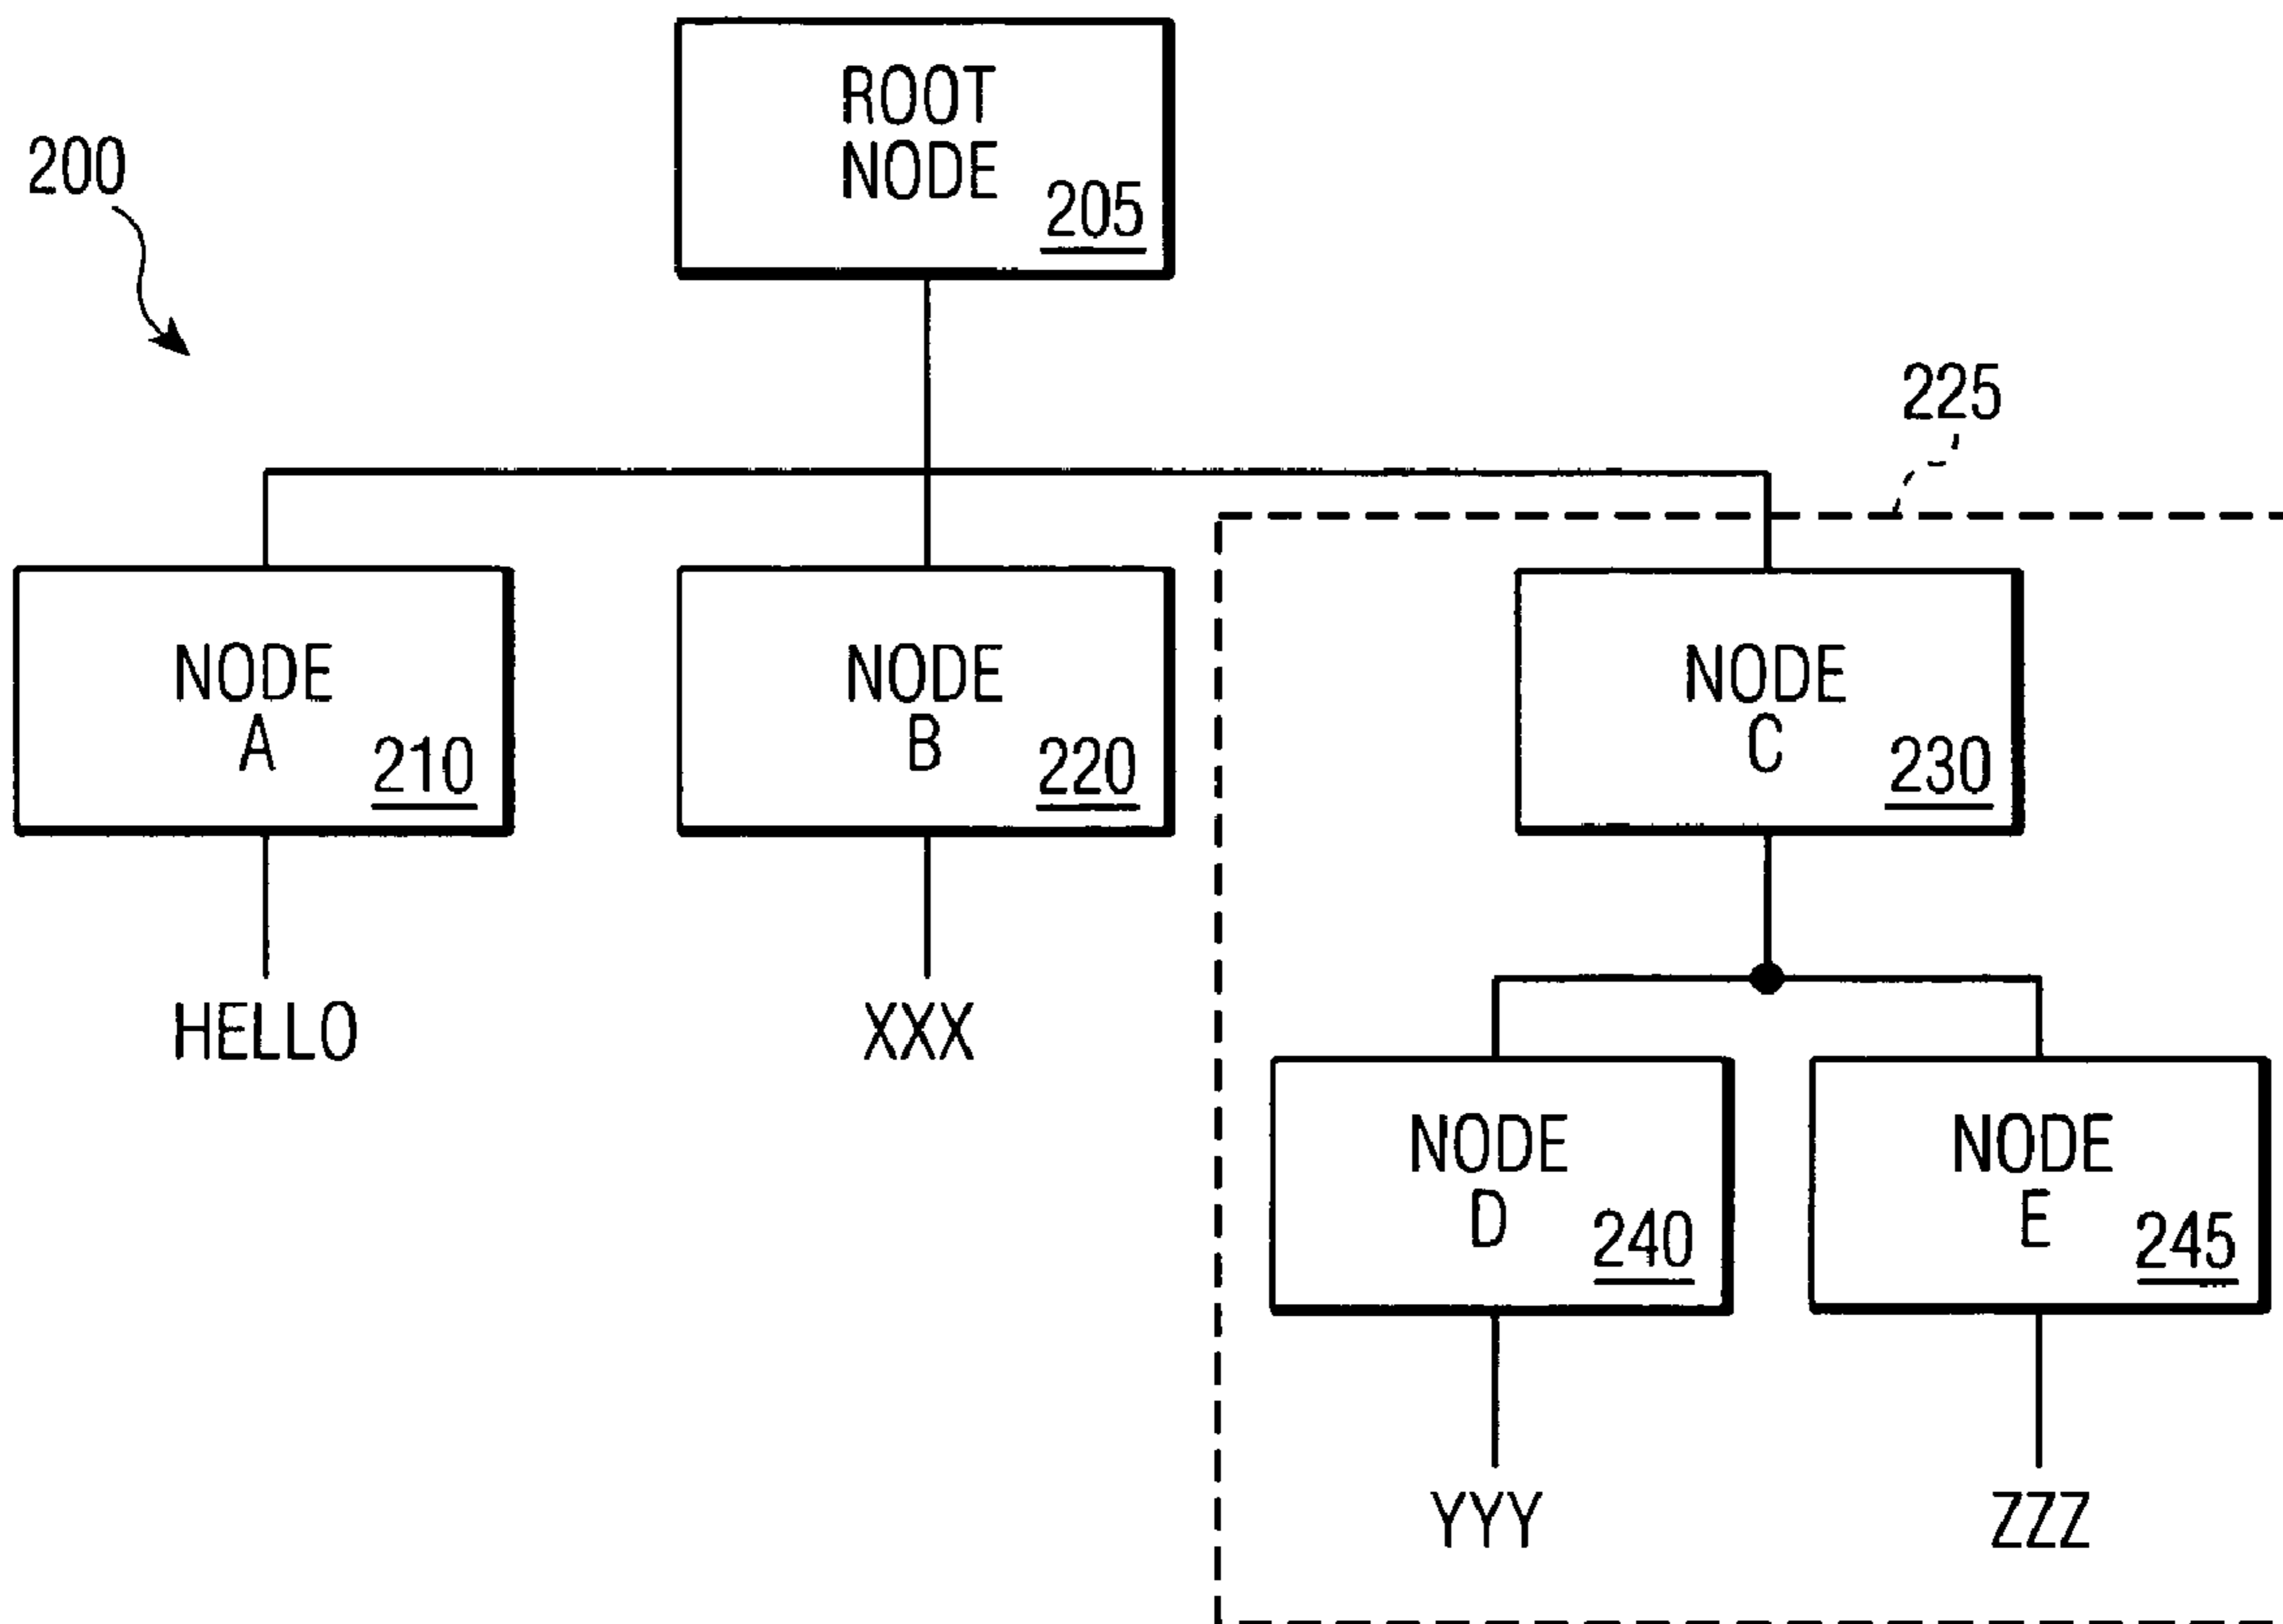 ROOT
NODE
205
200
225
NODE
A
210
NODE
B
220
NODE
C
230
HELLO
XXX
NODE
D
240
NODE
E
245
YYY
ZZZ